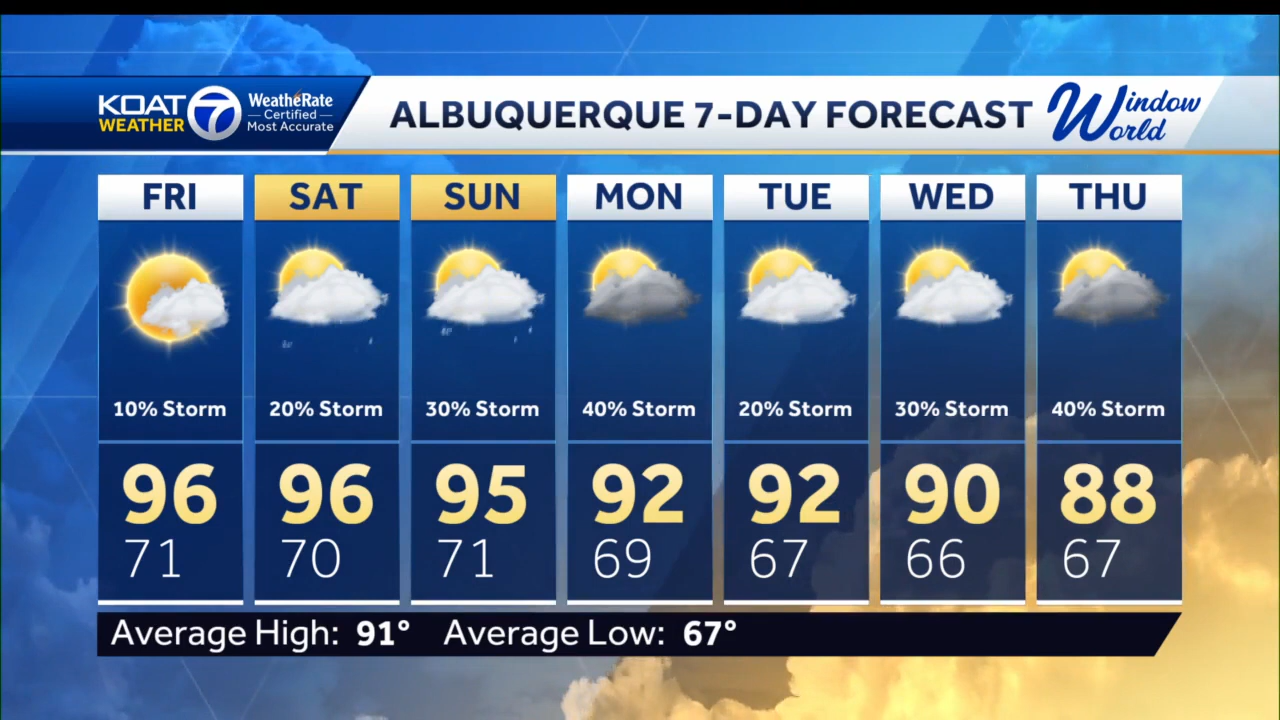 KOAT
WEATHER
7
WeatheRate
Certified
Most Accurate
ALBUQUERQUE 7-DAY FORECAST
Window
World
FRI
SAT
SUN
MON
TUE
WED
THU
10% Storm
20% Storm
30% Storm
40% Storm
20% Storm
30% Storm
40% Storm
96
96
95
92
92
90
88
71
70
71
69
67
66
67
Average High: 91° Average Low: 67°